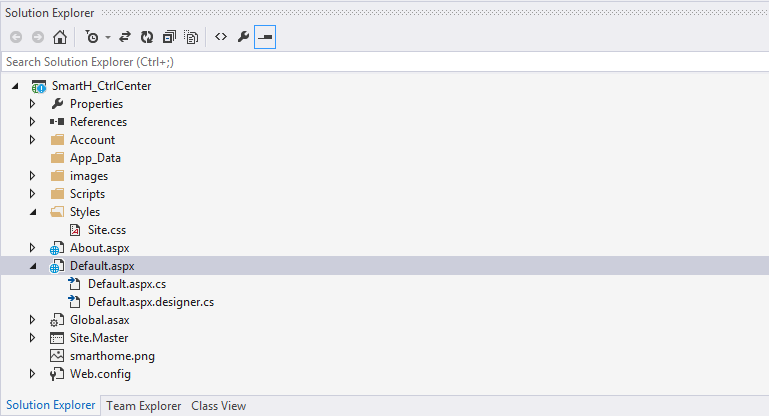 Solution Explorer
Search Solution Explorer (Ctrl+;)
SmartH_CtrlCenter
Properties
References
Account
App_Data
images
Scripts
Styles
Site.css
About.aspx
Default.aspx
Default.aspx.cs
Default.aspx.designer.cs
Global.asax
Site.Master
smarthome.png
Web.config
Solution Explorer Team Explorer Class View